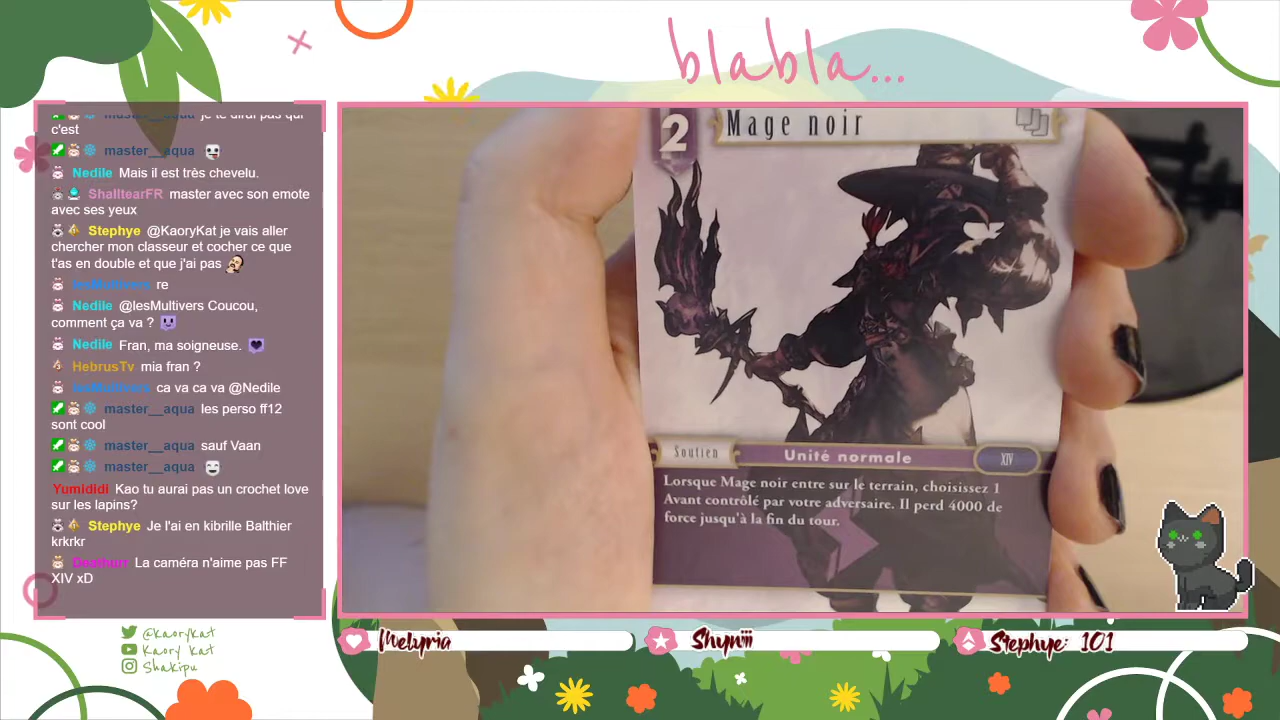 blabla...
master__aqua je te dirai pas qui
c'est
master__aqua
Nedile Mais il est très chevelu.
ShalltearFR master avec son emote
avec ses yeux
Stephye @KaoryKat je vais aller
chercher mon classeur et cocher ce que
t'as en double et que j'ai pas
lesMultivers re
Nedile @lesMultivers Coucou,
comment ça va ?
Nedile Fran, ma soigneuse.
HebrusTv mia fran ?
lesMultivers ca va ca va @Nedile
master__aqua les perso ff12
sont cool
master__aqua sauf Vaan
master__aqua
Yumididi Kao tu aurai pas un crochet love
sur les lapins?
Stephye Je l'ai en kibrille Balthier
krkrkr
La caméra n'aime pas FF
XIV xD
@kaorykat
Kaory Kat
Shakipu
2
Mage noir
Soutien
Unité normale
XIV
Lorsque Mage noir entre sur le terrain, choisissez 1
Avant contrôlé par votre adversaire. Il perd 4000 de
force jusqu'à la fin du tour.
Melyria
Shyniii
Stephye: 101